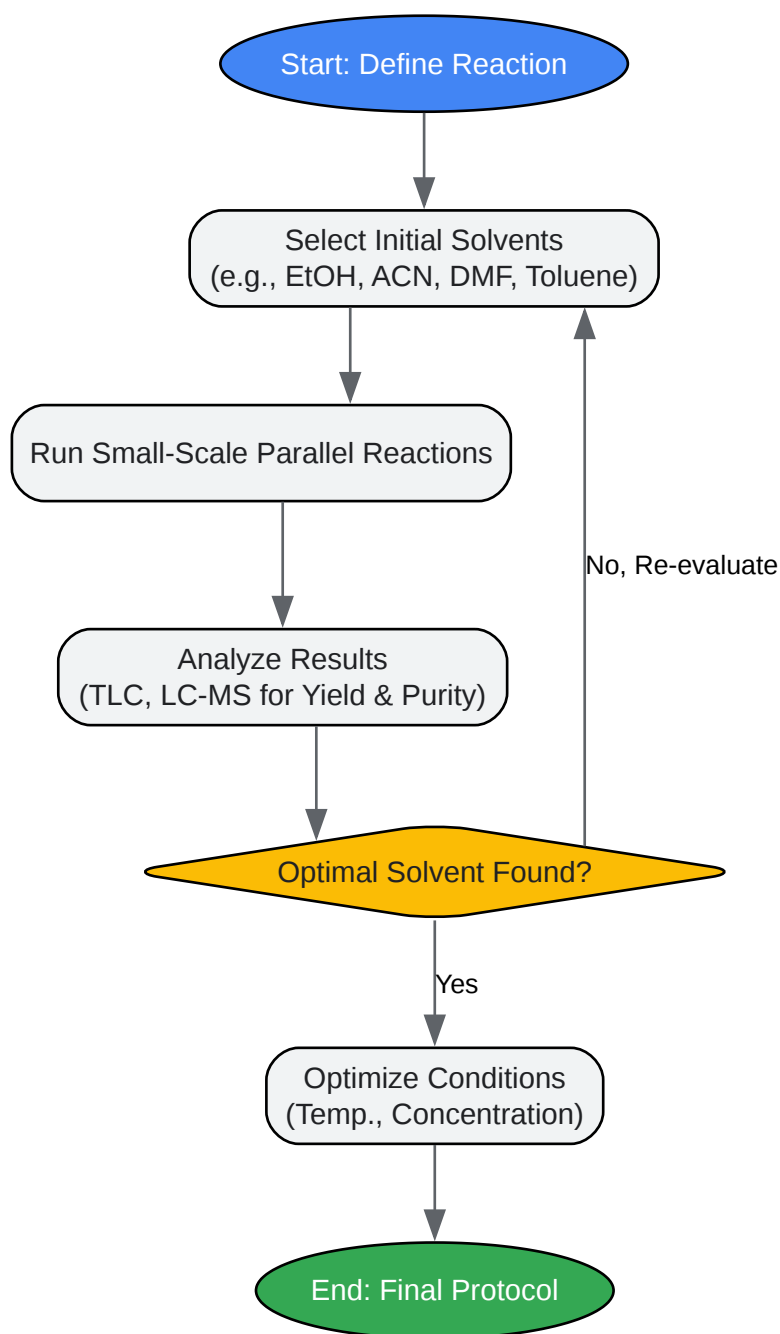 Start: Define Reaction
Select Initial Solvents
(e.g., EtOH, ACN, DMF, Toluene)
Run Small-Scale Parallel Reactions
No, Re-evaluate
Analyze Results
(TLC, LC-MS for Yield & Purity)
Optimal Solvent Found?
Yes
Optimize Conditions
(Temp., Concentration)
End: Final Protocol